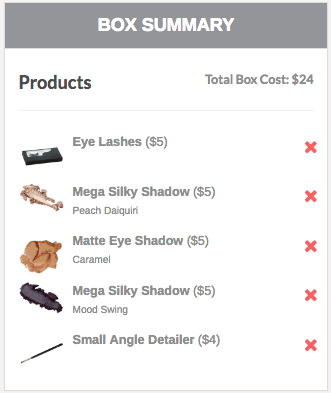 BOX SUMMARY
Products
Total Box Cost: $24
Eye Lashes ($5)
Mega Silky Shadow ($5)
Peach Daiquiri
Matte Eye Shadow ($5)
Caramel
Mega Silky Shadow ($5)
Mood Swing
Small Angle Detailer ($4)